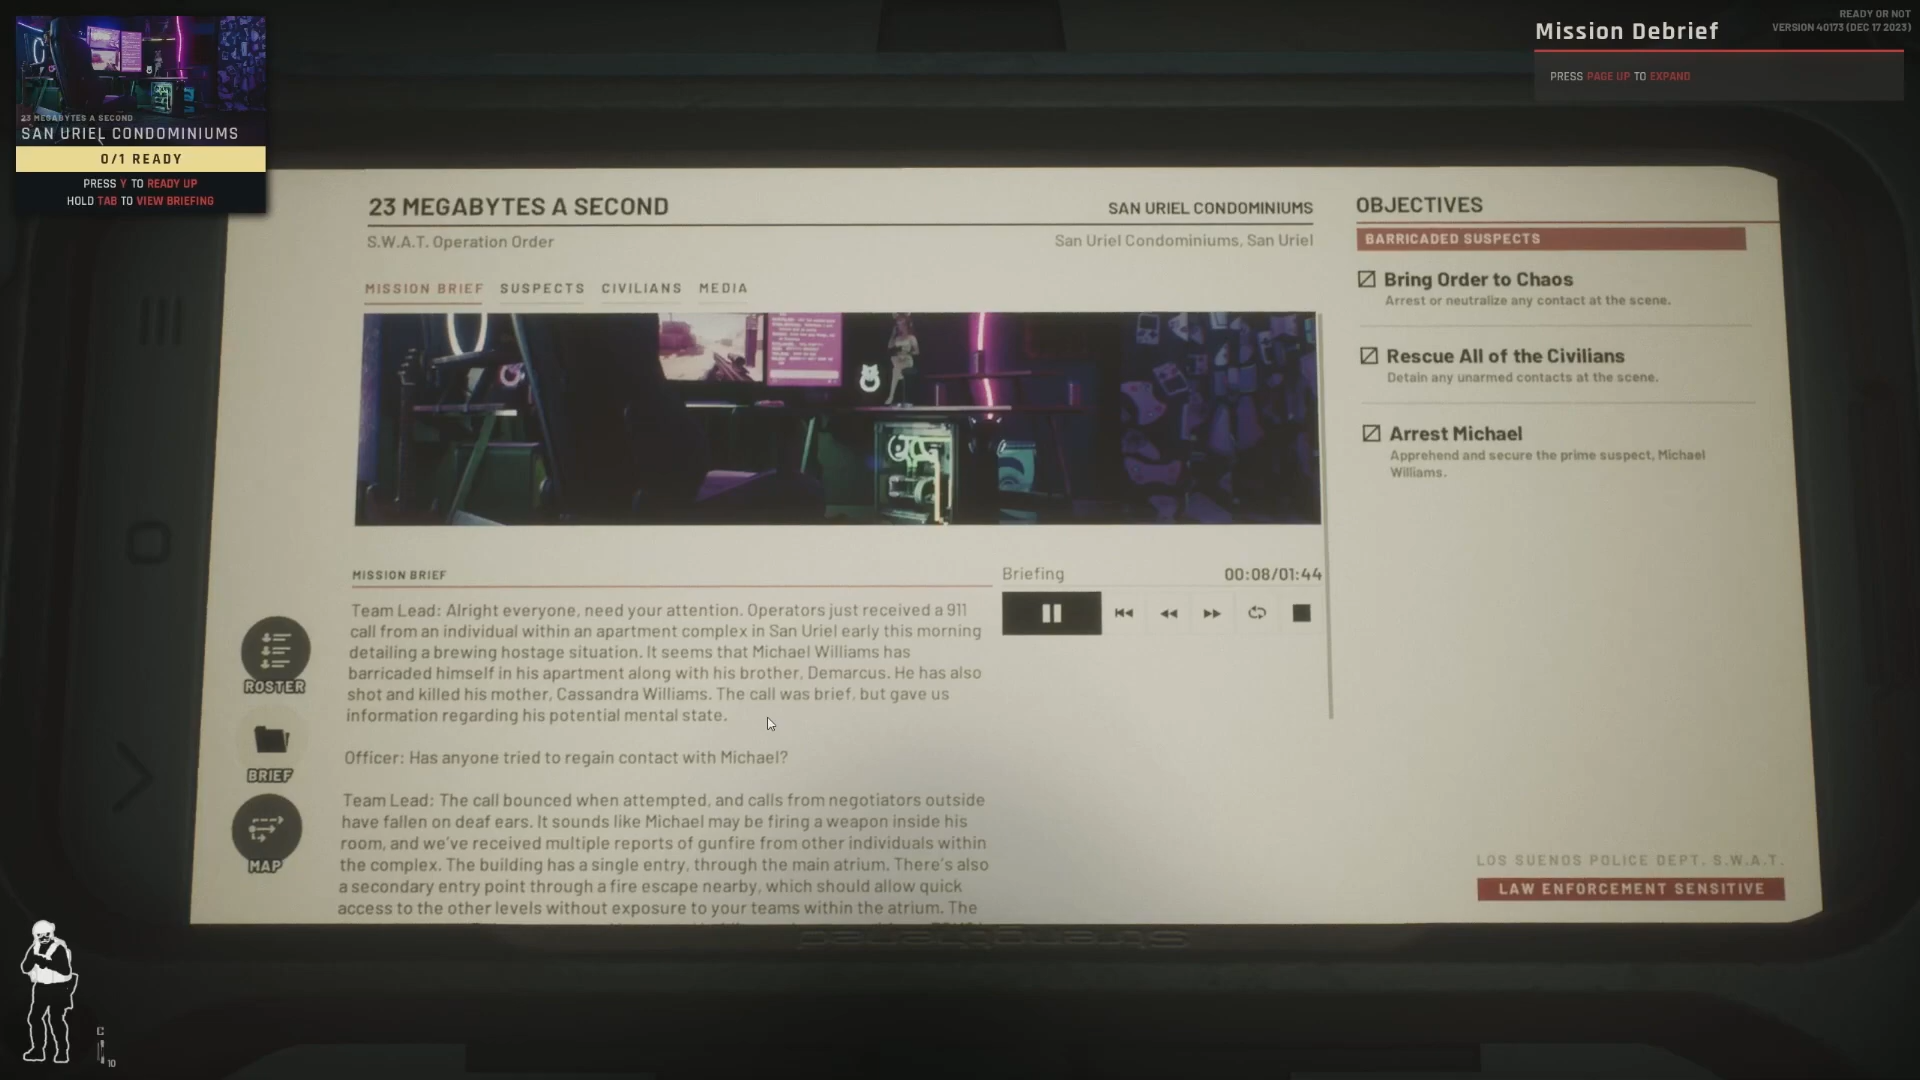 READY OR NOT
VERSION 40173 (DEC 17 2023)
Mission Debrief
PRESS PAGE UP TO EXPAND
23 MEGABYTES A SECOND
SAN URIEL CONDOMINIUMS
0/1 READY
PRESS Y TO READY UP
HOLD TAB TO VIEW BRIEFING
23 MEGABYTES A SECOND
SAN URIEL CONDOMINIUMS
S.W.A.T. Operation Order
San Uriel Condominiums, San Uriel
MISSION BRIEF SUSPECTS CIVILIANS MEDIA
MISSION BRIEF
Team Lead: Alright everyone, need your attention. Operators just received a 911
call from an individual within an apartment complex in San Uriel early this morning
detailing a brewing hostage situation. It seems that Michael Williams has
barricaded himself in his apartment along with his brother, Demarcus. He has also
shot and killed his mother, Cassandra Williams. The call was brief, but gave us
information regarding his potential mental state.
Officer: Has anyone tried to regain contact with Michael?
Team Lead: The call bounced when attempted, and calls from negotiators outside
have fallen on deaf ears. It sounds like Michael may be firing a weapon inside his
room, and we've received multiple reports of gunfire from other individuals within
the complex. The building has a single entry, through the main atrium. There's also
a secondary entry point through a fire escape nearby, which should allow quick
access to the other levels without exposure to your teams within the atrium. The
Briefing
00:08/01:44
OBJECTIVES
BARRICADED SUSPECTS
Bring Order to Chaos
Arrest or neutralize any contact at the scene.
Rescue All of the Civilians
Detain any unarmed contacts at the scene.
Arrest Michael
Apprehend and secure the prime suspect, Michael
Williams.
LOS SUENOS POLICE DEPT. S.W.A.T.
LAW ENFORCEMENT SENSITIVE
ROSTER
BRIEF
MAP
10